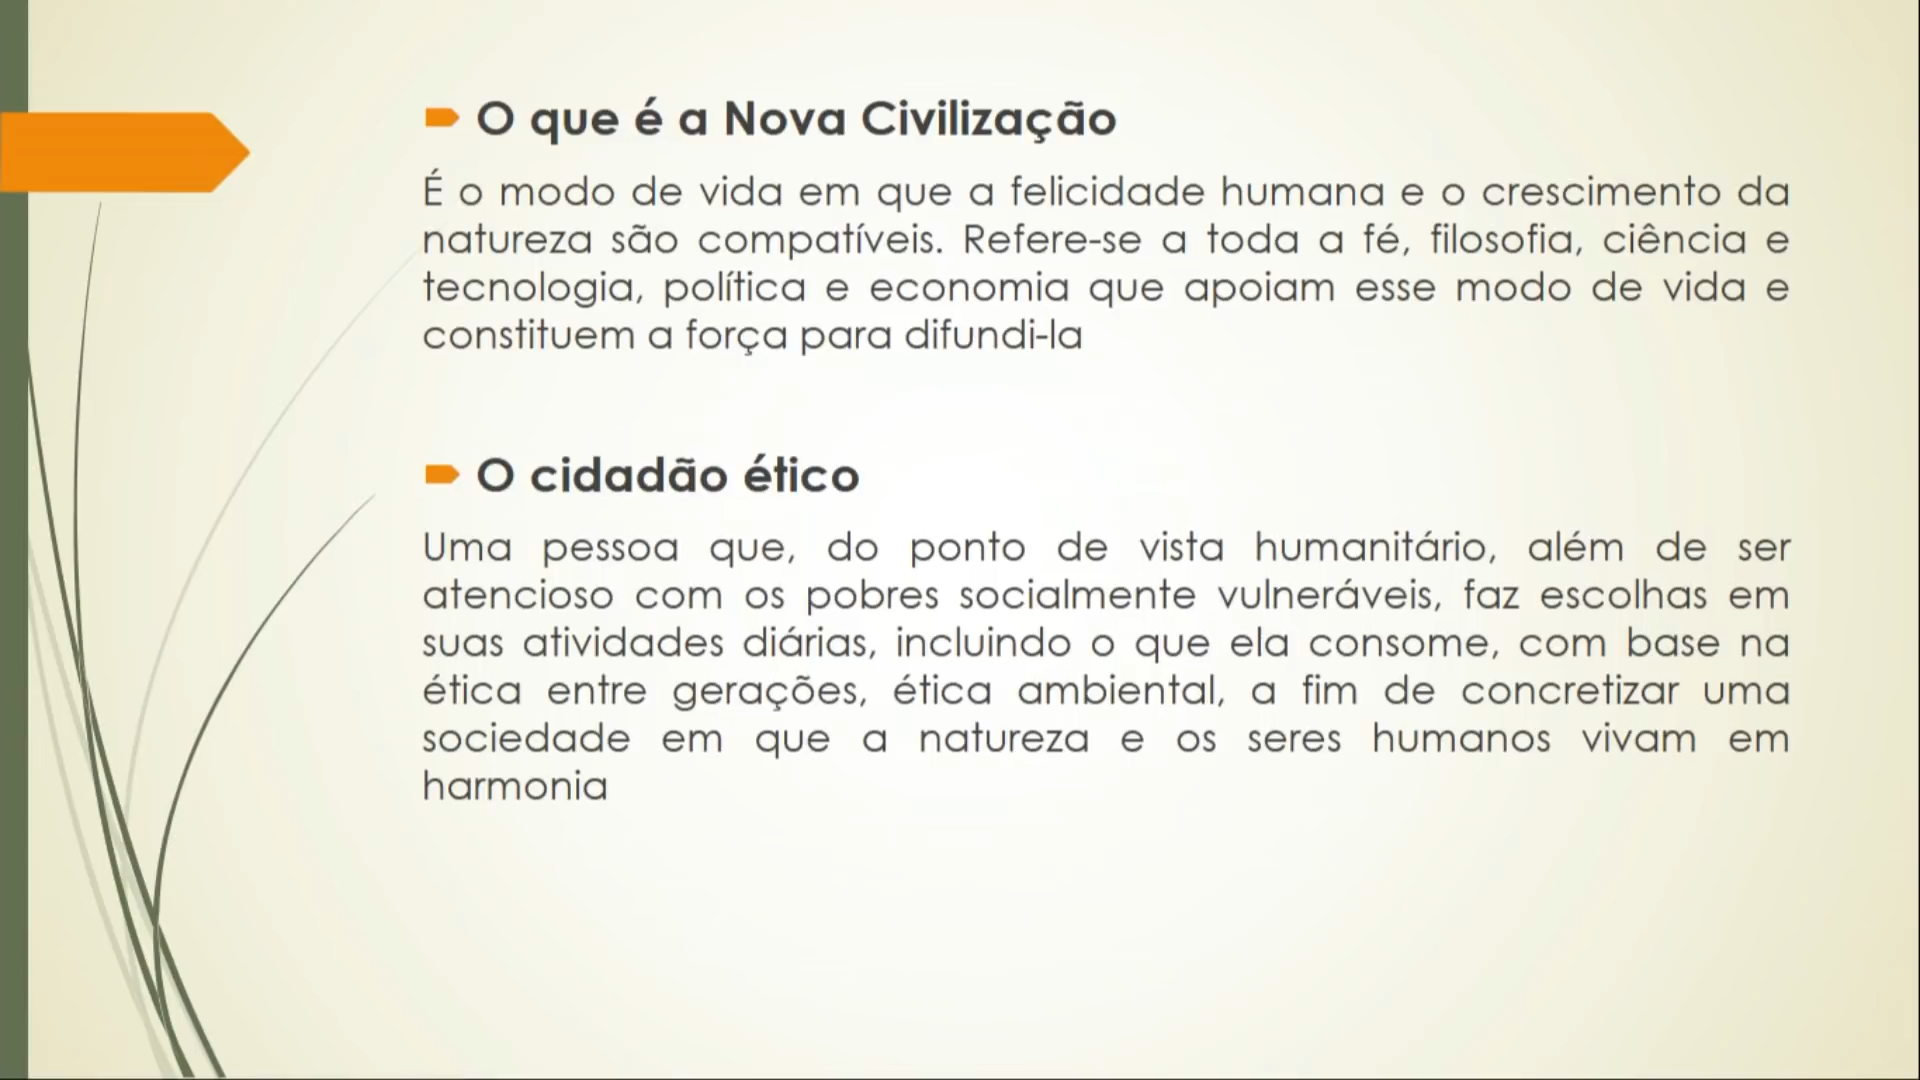 O que é a Nova Civilização
É o modo de vida em que a felicidade humana e o crescimento da
natureza são compatíveis. Refere-se a toda a fé, filosofia, ciência e
tecnologia, política e economia que apoiam esse modo de vida e
constituem a força para difundi-la
O cidadão ético
Uma pessoa que, do ponto de vista humanitário, além de ser
atencioso com os pobres socialmente vulneráveis, faz escolhas em
suas atividades diárias, incluindo o que ela consome, com base na
ética entre gerações, ética ambiental, a fim de concretizar uma
sociedade em que a natureza e os seres humanos vivam em
harmonia